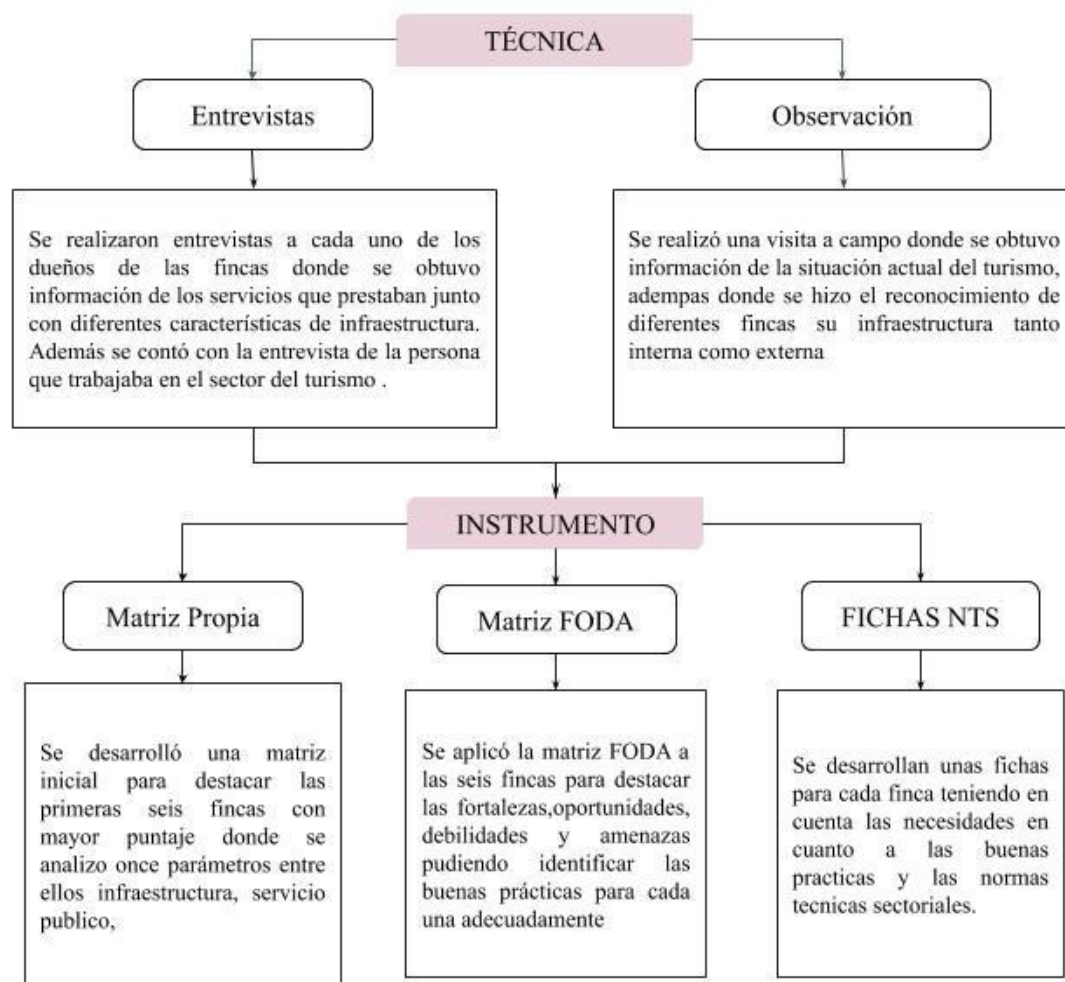 TÉCNICA
Entrevistas
Observación
Se realizaron entrevistas a cada uno de los
dueños de las fincas donde se obtuvo
información de los servicios que prestaban junto
con diferentes características de infraestructura.
Además se contó con la entrevista de la persona
que trabajaba en el sector del turismo .
Se realizó una visita a campo donde se obtuvo
información de la situación actual del turismo,
adempas donde se hizo el reconocimiento de
diferentes fincas su infraestructura tanto
interna como externa
INSTRUMENTO
Matriz Propia
Matriz FODA
FICHAS NTS
Se desarrolló una matriz
inicial para destacar las
primeras seis fincas con
mayor puntaje donde se
analizo once parámetros entre
ellos infraestructura, servicio
publico,
Se aplicó la matriz FODA a
las seis fincas para destacar
las fortalezas,oportunidades,
debilidades y amenazas
pudiendo identificar las
buenas prácticas para cada
una adecuadamente
Se desarrollan unas fichas
para cada finca teniendo en
cuenta las necesidades en
cuanto a las buenas
practicas y las normas
tecnicas sectoriales.